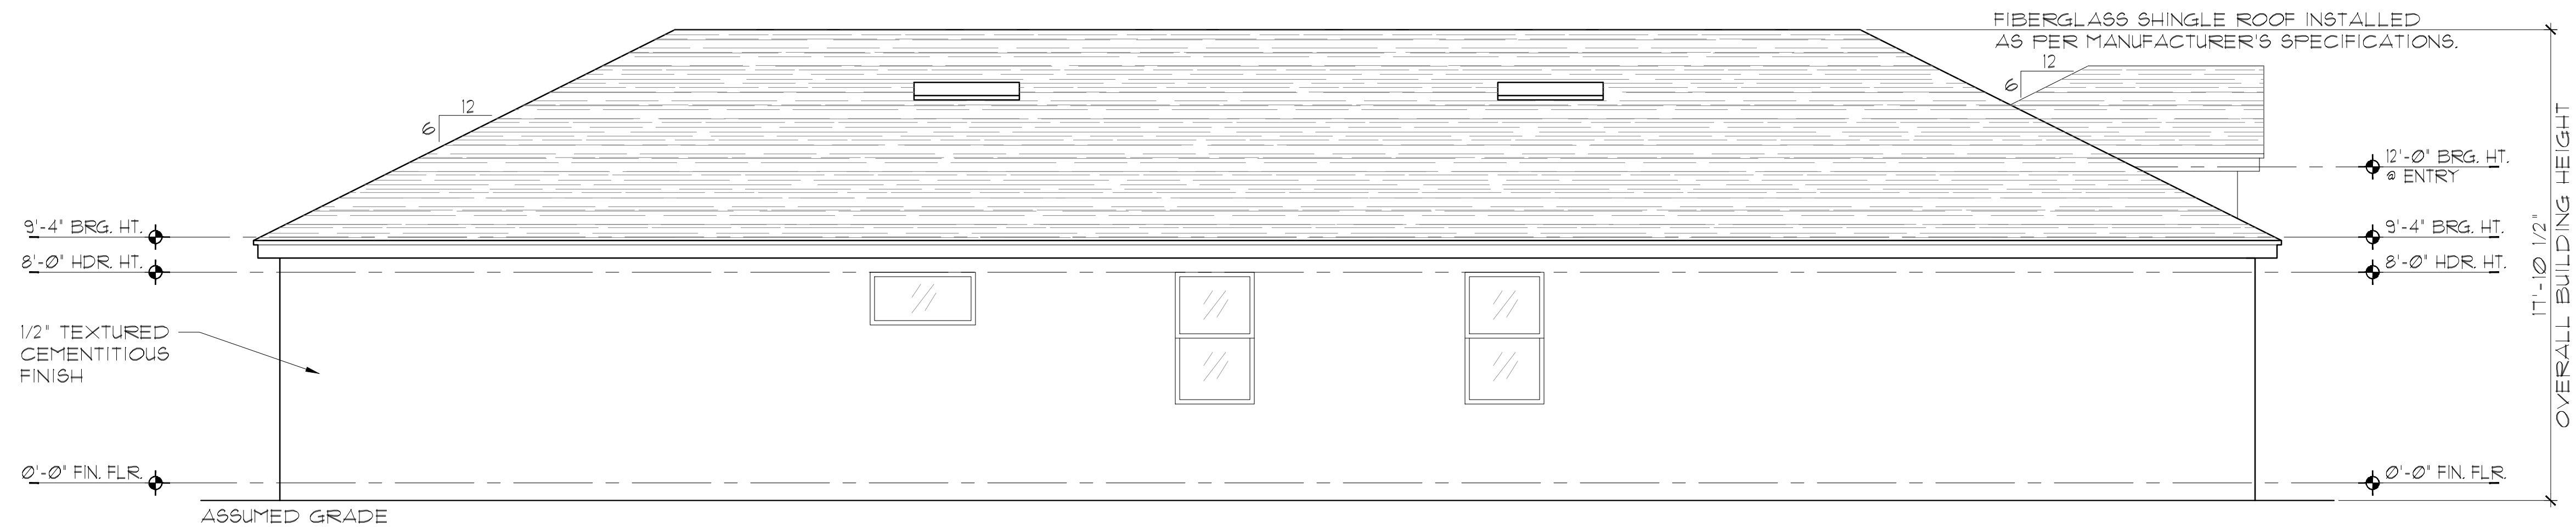 FIBERGLASS SHINGLE ROOF INSTALLED
AS PER MANUFACTURER'S SPECIFICATIONS.
12
6
12
6
12'-0" BRG. HT.
@ ENTRY
9'-4" BRG. HT.
9'-4" BRG. HT.
8'-0" HDR. HT.
8'-0" HDR. HT.
17'-10 1/2"
OVERALL BUILDING HEIGHT
1/2" TEXTURED
CEMENTITIOUS
FINISH
0'-0" FIN. FLR.
0'-0" FIN. FLR.
ASSUMED GRADE